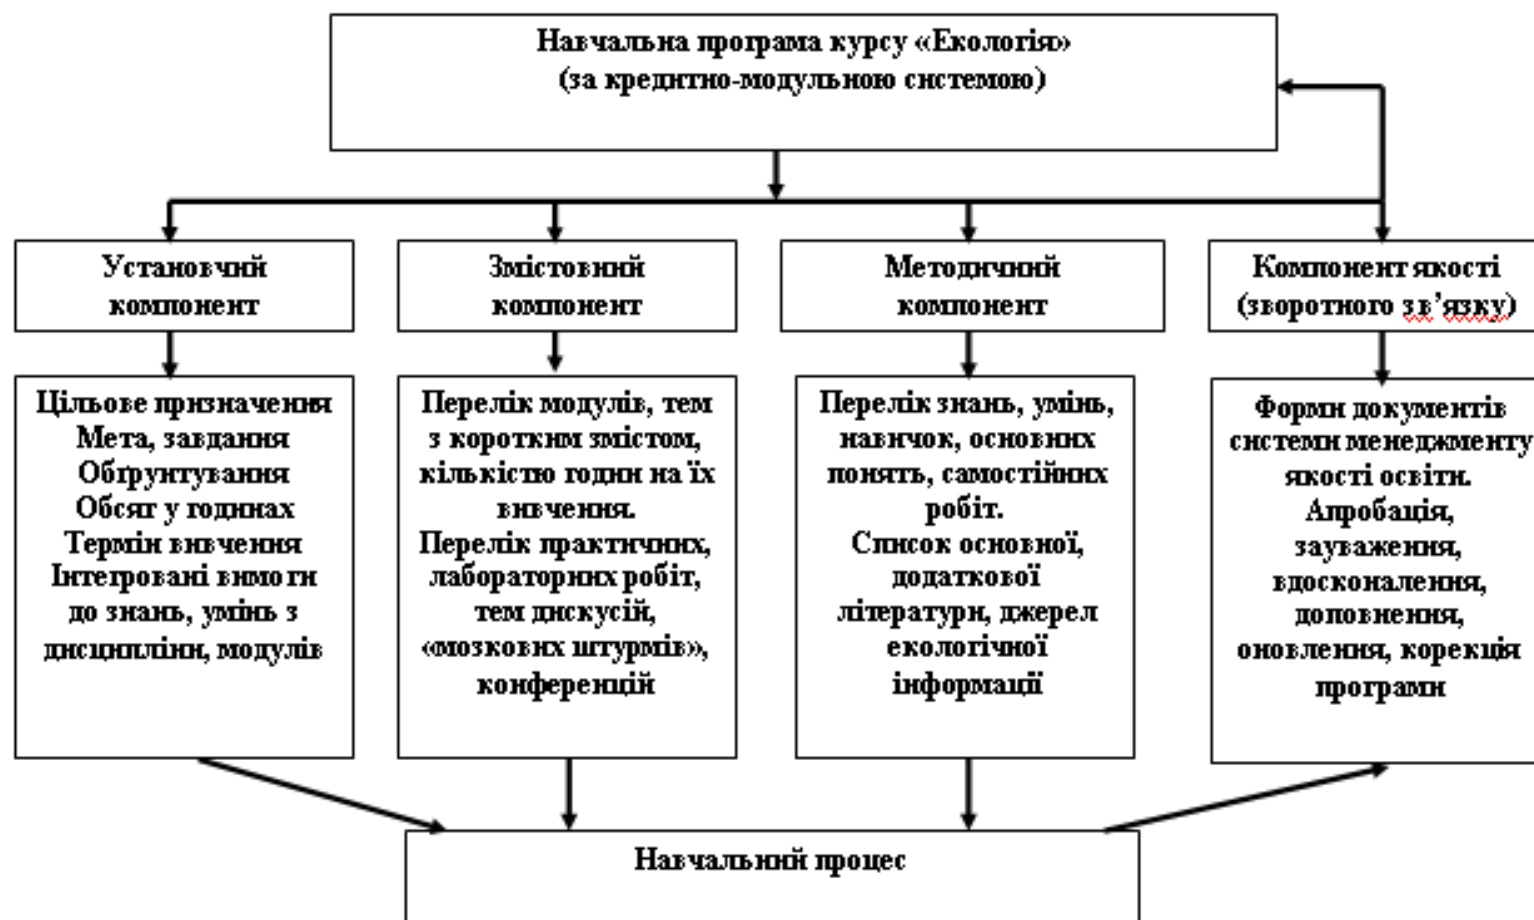 Навчальна програма курсу «Екологія»
(за кредитно-модульною системою)
Установчий
компонент
Змістовний
компонент
Методичний
компонент
Компонент якості
(зворотного зв’язку)
Цільове призначення
Мета, завдання
Обґрунтування
Обсяг у годинах
Термін вивчення
Інтегровані вимоги
до знань, умінь з
дисципліни, модулів
Перелік модулів, тем
з коротким змістом,
кількістю годин на їх
вивчення.
Перелік практичних,
лабораторних робіт,
тем дискусій,
«мозкових штурмів»,
конференцій
Перелік знань, умінь,
навичок, основних
понять, самостійних
робіт.
Список основної,
додаткової
літератури, джерел
екологічної
інформації
Форми документів
системи менеджменту
якості освіти.
Апробація,
зауваження,
вдосконалення,
доповнення,
оновлення, корекція
програми
Навчальний процес